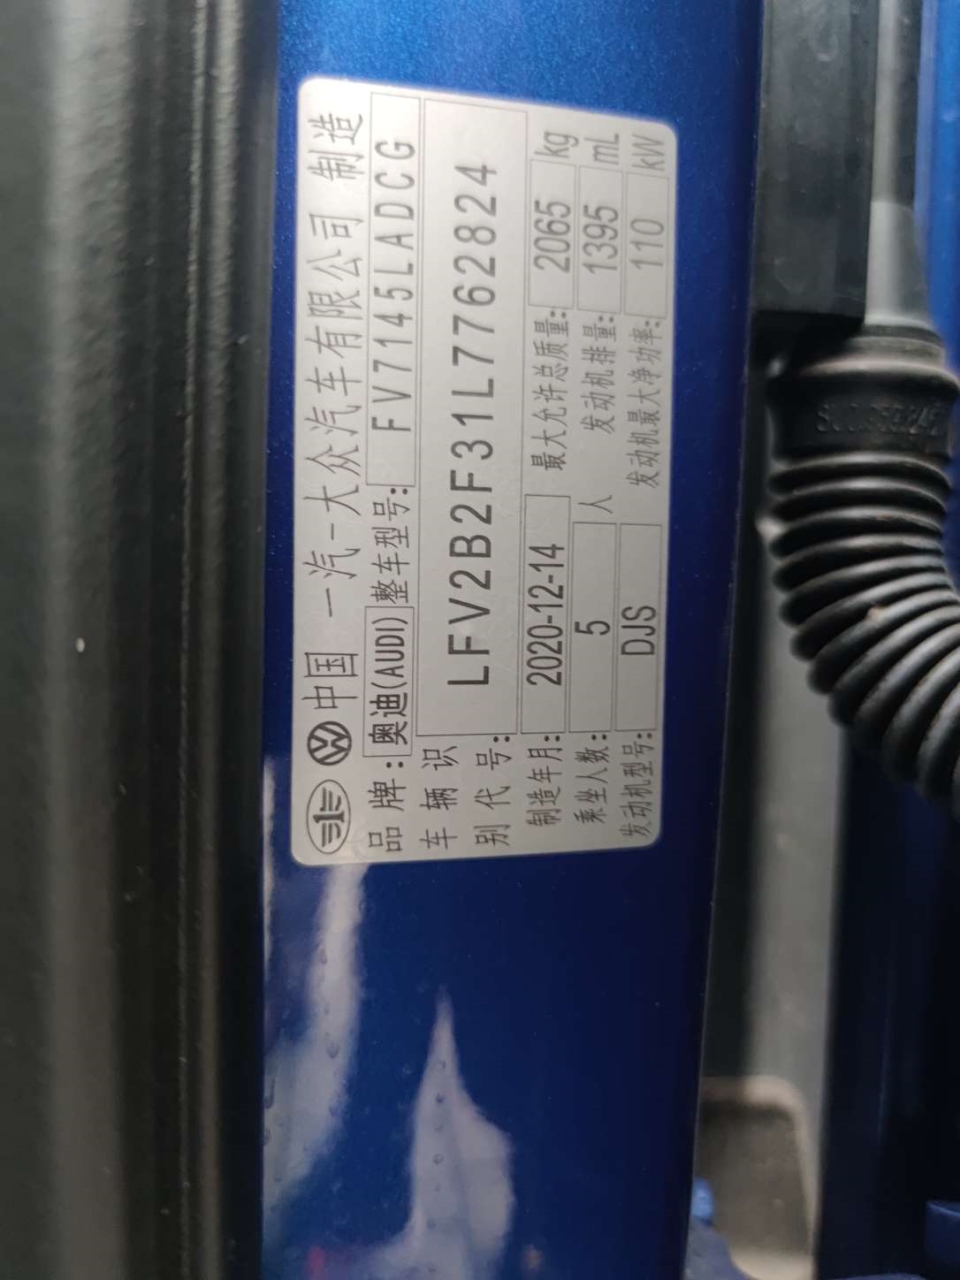 中国 一汽-大众汽车有限公司 制造
品牌: 奥迪(AUDI) 整车型号: FV7145LADCG
车辆识别代号: LFV2B2F31L7762824
制造年月: 2020-12-14 最大允许总质量: 2065 kg
乘坐人数: 5 人 发动机排量: 1395 mL
发动机型号: DJS 发动机最大净功率: 110 kW